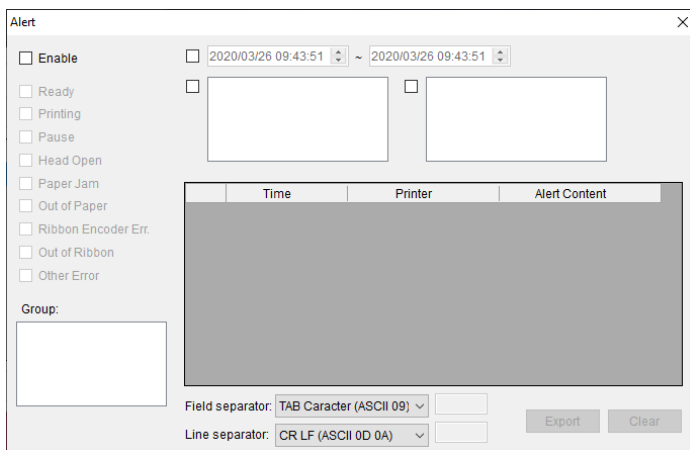 Alert
Enable
2020/03/26 09:43:51 ~ 2020/03/26 09:43:51
Ready
Printing
Pause
Head Open
Paper Jam
Out of Paper
Ribbon Encoder Err.
Out of Ribbon
Other Error
Group:
Time Printer Alert Content
Field separator: TAB Caracter (ASCII 09)
Line separator: CR LF (ASCII 0D 0A)
Export Clear